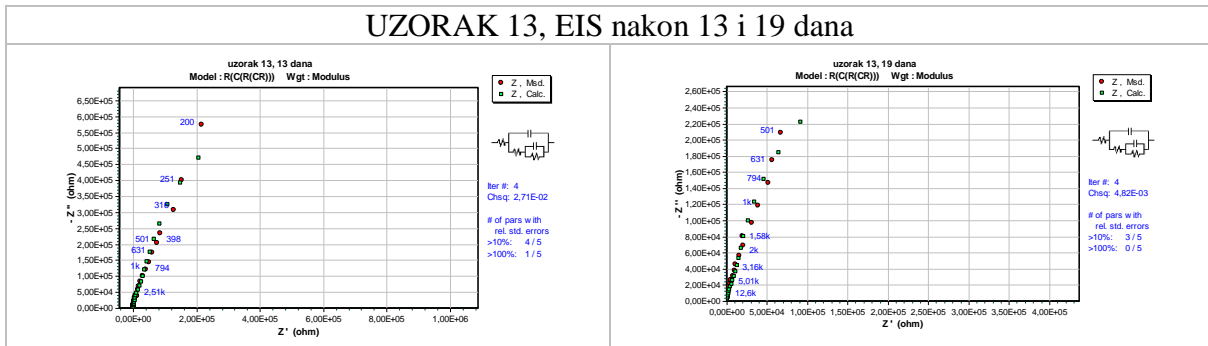 UZORAK 13, EIS nakon 13 i 19 dana
uzorak 13, 13 dana
Model : R(C(R(CR))) Wgt : Modulus
6,50E+05
6,00E+05
5,50E+05
5,00E+05
4,50E+05
4,00E+05
3,50E+05
3,00E+05
2,50E+05
2,00E+05
1,50E+05
1,00E+05
5,00E+04
0,00E+00
- Z'' (ohm)
200
251
316
398
501
631
794
1k
2,51k
0,00E+00 2,00E+05 4,00E+05 6,00E+05 8,00E+05 1,00E+06
Z ' (ohm)
Z , Msd.
Z , Calc.
Iter #: 4
Chsq: 2,71E-02
# of pars with
rel. std. errors
>10%: 4 / 5
>100%: 1 / 5
uzorak 13, 19 dana
Model : R(C(R(CR))) Wgt : Modulus
2,60E+05
2,40E+05
2,20E+05
2,00E+05
1,80E+05
1,60E+05
1,40E+05
1,20E+05
1,00E+05
8,00E+04
6,00E+04
4,00E+04
2,00E+04
0,00E+00
- Z'' (ohm)
501
631
794
1k
1,58k
2k
3,16k
5,01k
12,6k
0,00E+00 5,00E+04 1,00E+05 1,50E+05 2,00E+05 2,50E+05 3,00E+05 3,50E+05 4,00E+05
Z ' (ohm)
Z , Msd.
Z , Calc.
Iter #: 4
Chsq: 4,82E-03
# of pars with
rel. std. errors
>10%: 3 / 5
>100%: 0 / 5